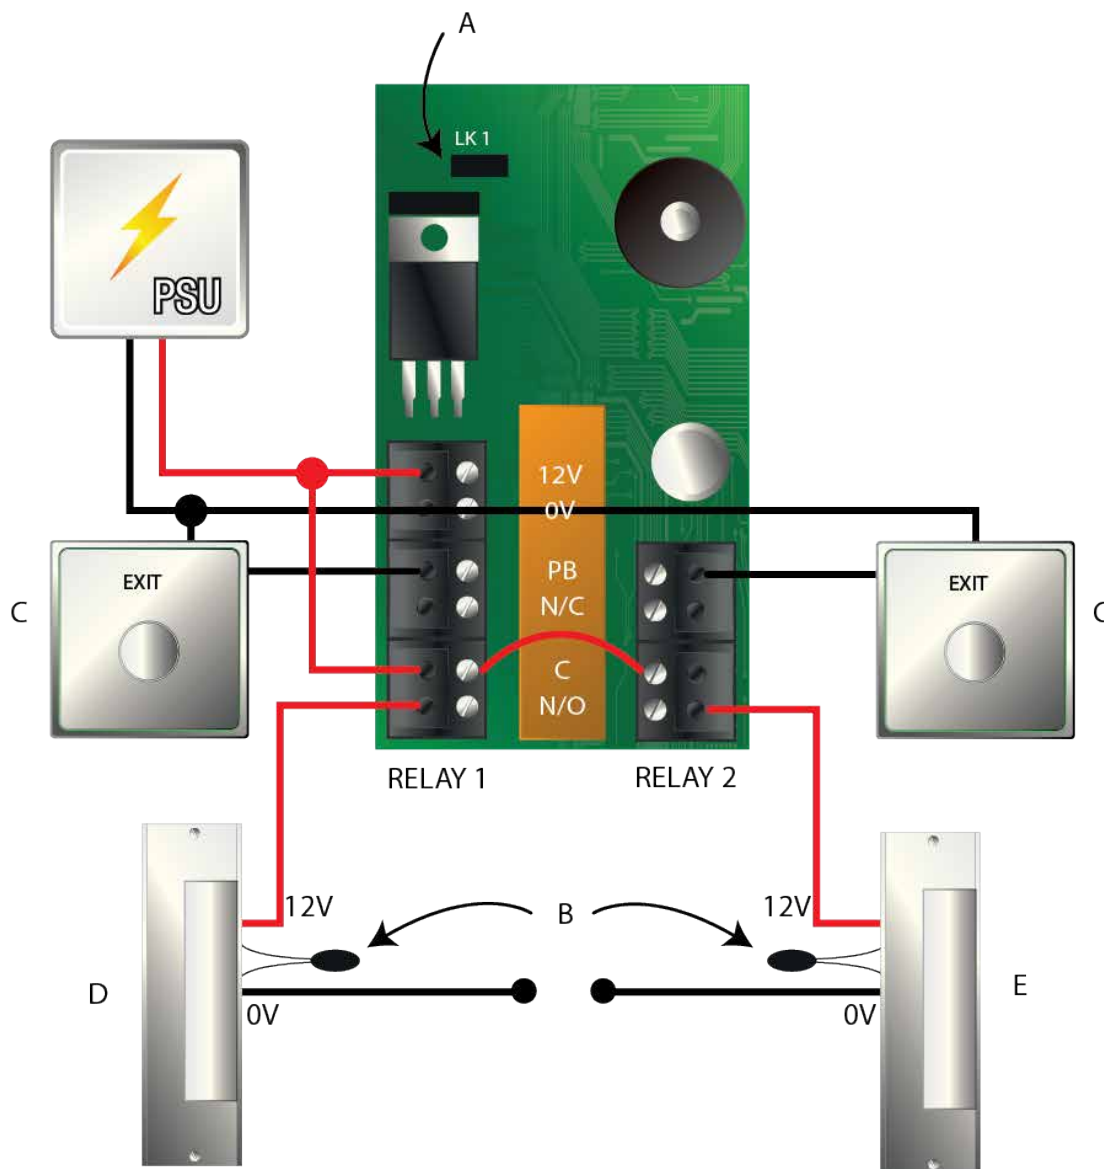 A
LK 1
PSU
12V
0V
EXIT
PB
EXIT
C
N/C
C
C
N/O
RELAY 1
RELAY 2
12V
B
12V
D
E
0V
0V